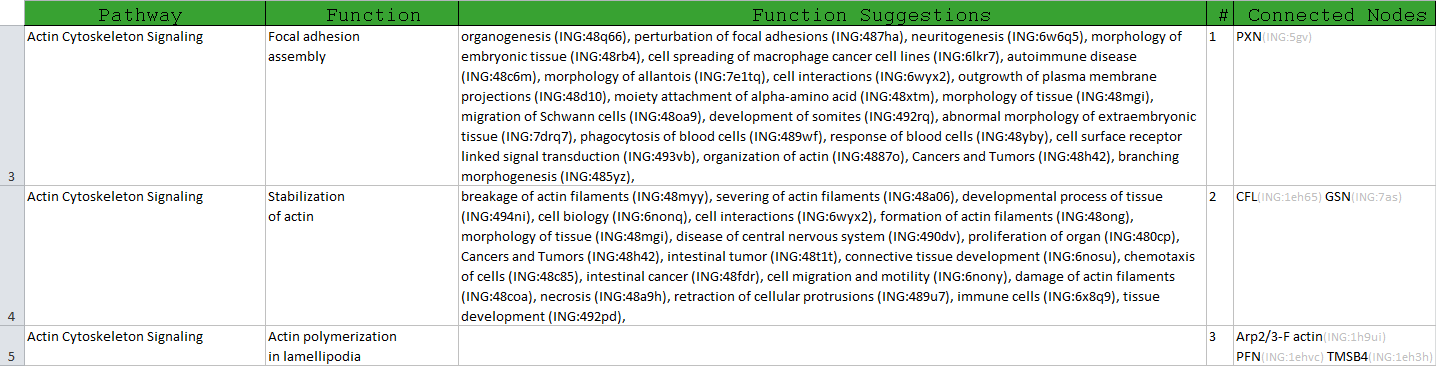 Pathway Function Function Suggestions # Connected Nodes
Actin Cytoskeleton Signaling Focal adhesion organogenesis (ING:48q66), perturbation of focal adhesions (ING:487ha), neuritogenesis (ING:6w6q5), morphology of 1 PXN(ING:5gv)
assembly embryonic tissue (ING:48rb4), cell spreading of macrophage cancer cell lines (ING:6lkr7), autoimmune disease
(ING:48c6m), morphology of allantois (ING:7e1tq), cell interactions (ING:6wyx2), outgrowth of plasma membrane
projections (ING:48d10), moiety attachment of alpha-amino acid (ING:48xtm), morphology of tissue (ING:48mgi),
migration of Schwann cells (ING:48oa9), development of somites (ING:492rq), abnormal morphology of extraembryonic
tissue (ING:7drq7), phagocytosis of blood cells (ING:489wf), response of blood cells (ING:48yby), cell surface receptor
linked signal transduction (ING:493vb), organization of actin (ING:4887o), Cancers and Tumors (ING:48h42), branching
3 morphogenesis (ING:485yz),
Actin Cytoskeleton Signaling Stabilization breakage of actin filaments (ING:48myy), severing of actin filaments (ING:48a06), developmental process of tissue 2 CFL(ING:1eh65) GSN(ING:7as)
of actin (ING:494ni), cell biology (ING:6nonq), cell interactions (ING:6wyx2), formation of actin filaments (ING:48ong),
morphology of tissue (ING:48mgi), disease of central nervous system (ING:490dv), proliferation of organ (ING:480cp),
Cancers and Tumors (ING:48h42), intestinal tumor (ING:48t1t), connective tissue development (ING:6nosu), chemotaxis
of cells (ING:48c85), intestinal cancer (ING:48fdr), cell migration and motility (ING:6nony), damage of actin filaments
(ING:48coa), necrosis (ING:48a9h), retraction of cellular protrusions (ING:489u7), immune cells (ING:6x8q9), tissue
4 development (ING:492pd),
Actin Cytoskeleton Signaling Actin polymerization 3 Arp2/3-F actin(ING:1h9ui)
5 in lamellipodia PFN(ING:1ehvc) TMSB4(ING:1eh3h)